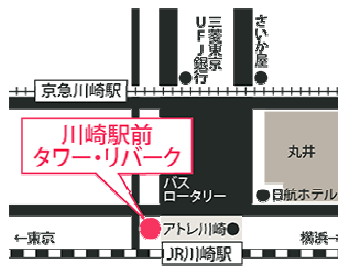 三菱東京
UFJ銀行
さいか屋
京急川崎駅
川崎駅前
タワー・リバーク
丸井
バス
ロータリー
日航ホテル
アトレ川崎
←東京
横浜→
JR川崎駅